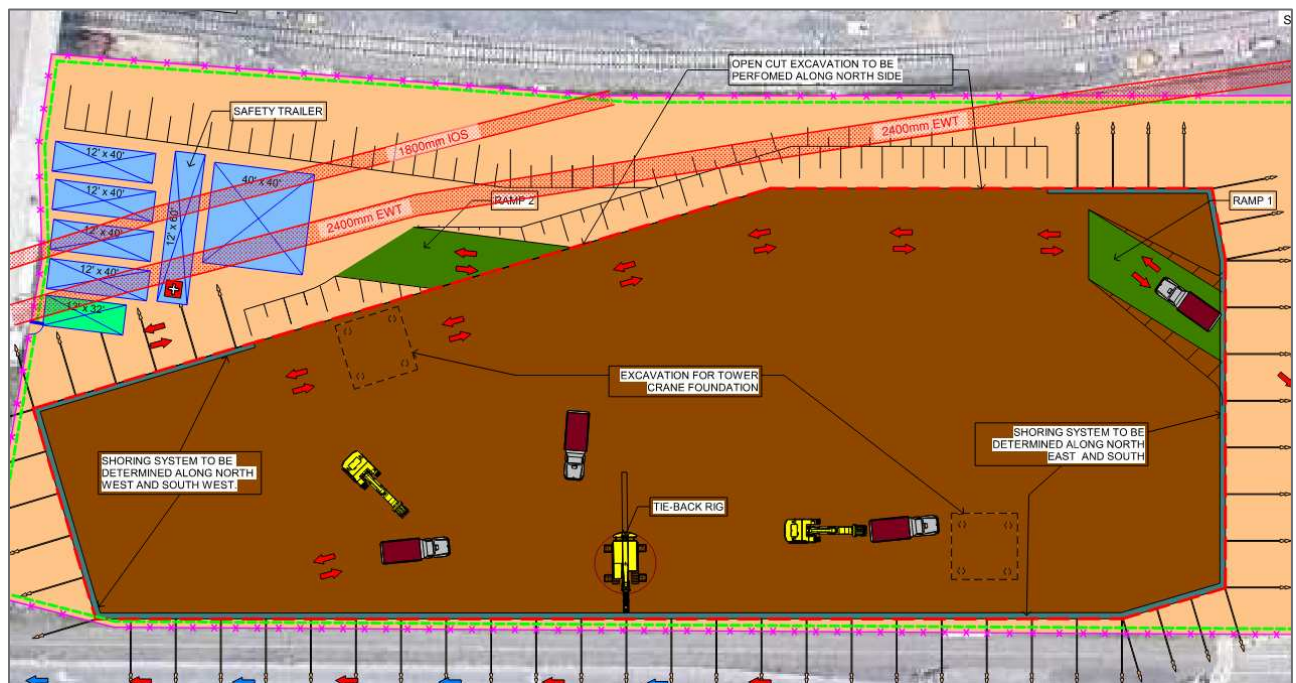 S
OPEN CUT EXCAVATION TO BE
PERFOMED ALONG NORTH SIDE
SAFETY TRAILER
1800mm IOS
2400mm EWT
12' x 40'
12' x 40'
12' x 40'
12' x 40'
12' x 60'
40' x 40'
12' x 32'
2400mm EWT
RAMP 2
RAMP 1
EXCAVATION FOR TOWER
CRANE FOUNDATION
SHORING SYSTEM TO BE
DETERMINED ALONG NORTH
WEST AND SOUTH WEST.
SHORING SYSTEM TO BE
DETERMINED ALONG NORTH
EAST AND SOUTH
TIE-BACK RIG